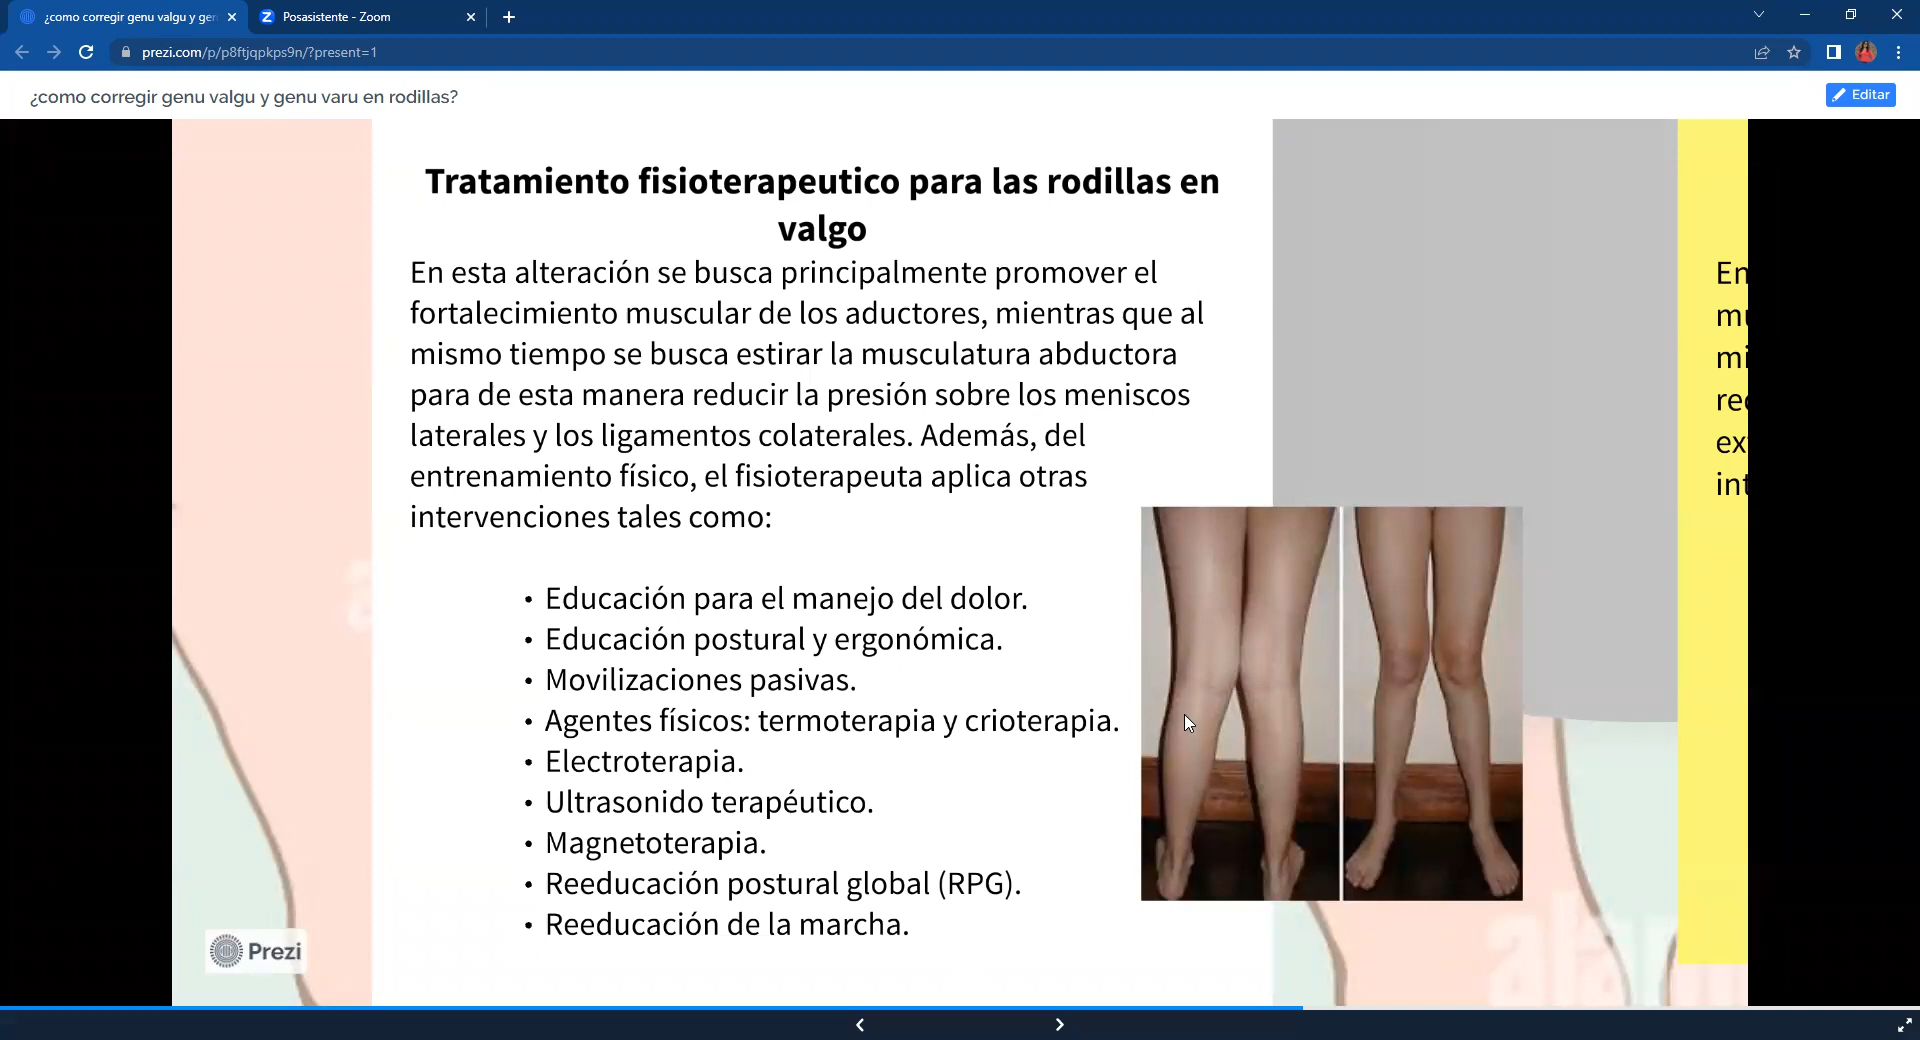 ¿como corregir genu valgu y ger
Posasistente - Zoom
prezi.com/p/p8ftjqpkps9n/?present=1
¿como corregir genu valgu y genu varu en rodillas?
Editar
Tratamiento fisioterapeutico para las rodillas en
valgo
En esta alteración se busca principalmente promover el
fortalecimiento muscular de los aductores, mientras que al
mismo tiempo se busca estirar la musculatura abductora
para de esta manera reducir la presión sobre los meniscos
laterales y los ligamentos colaterales. Además, del
entrenamiento físico, el fisioterapeuta aplica otras
intervenciones tales como:
• Educación para el manejo del dolor.
• Educación postural y ergonómica.
• Movilizaciones pasivas.
• Agentes físicos: termoterapia y crioterapia.
• Electroterapia.
• Ultrasonido terapéutico.
• Magnetoterapia.
• Reeducación postural global (RPG).
• Reeducación de la marcha.
En
mi
int
Prezi